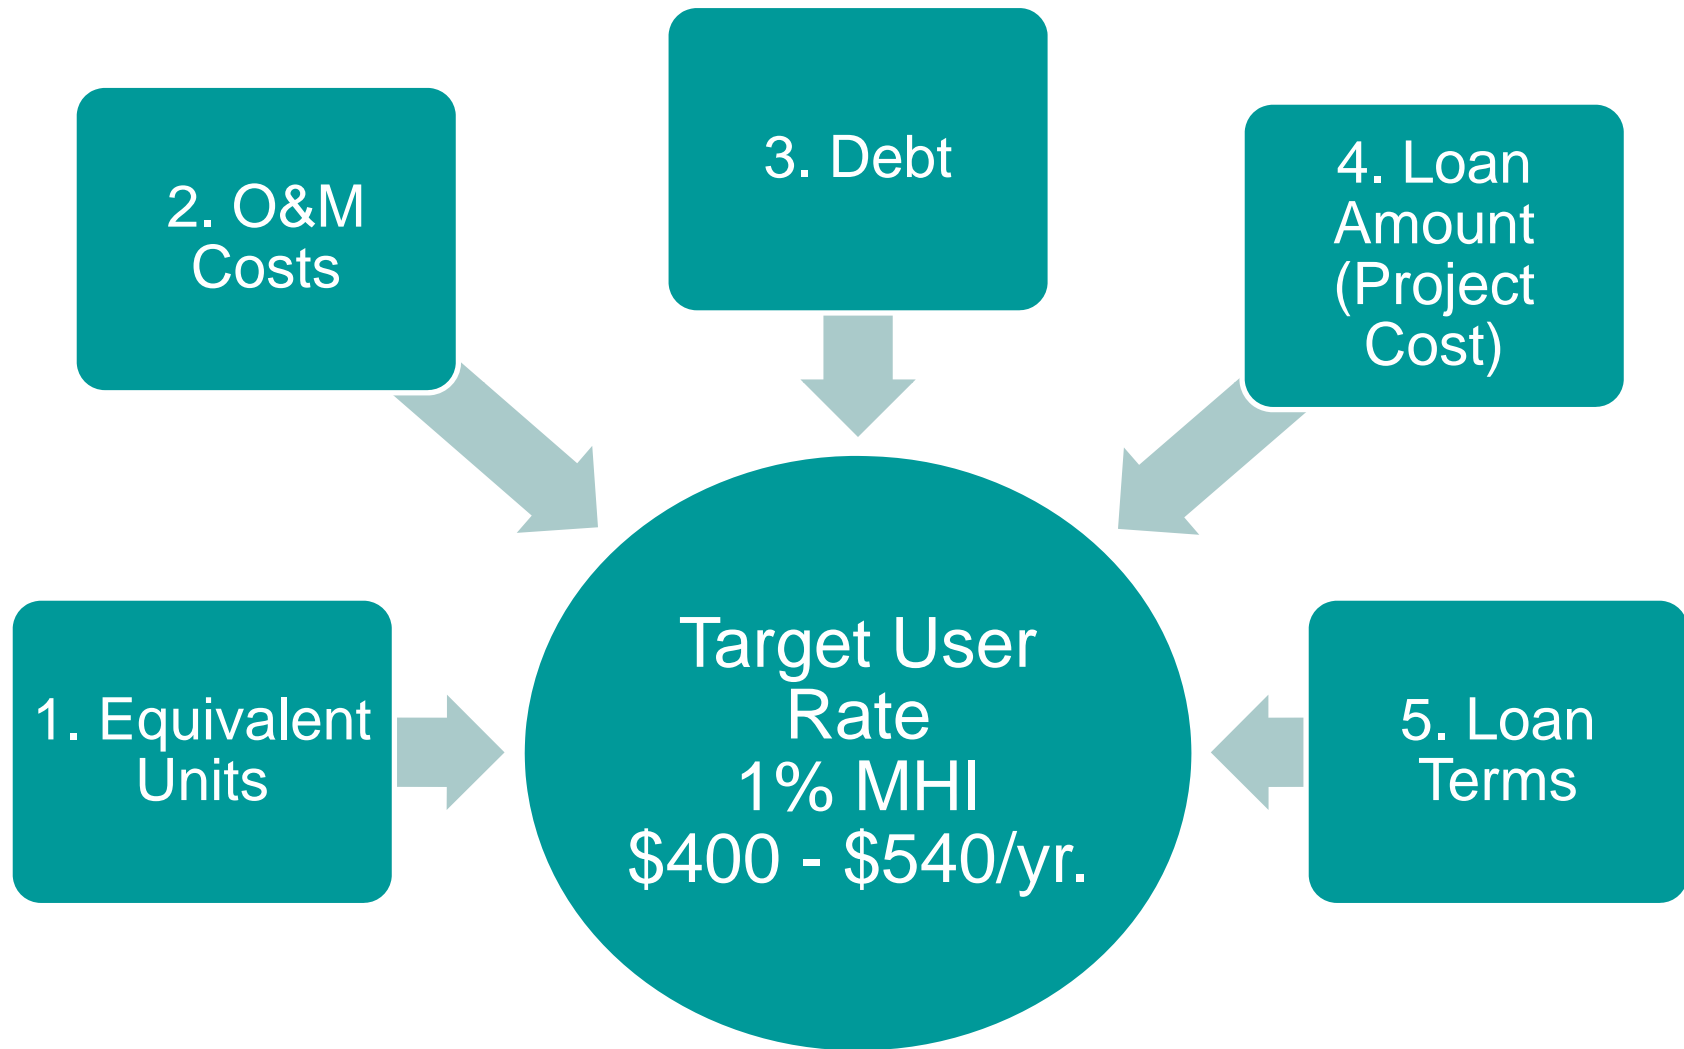 3. Debt
2. O&M
Costs
4. Loan
Amount
(Project
Cost)
1. Equivalent
Units
Target User
Rate
1% MHI
$400 - $540/yr.
5. Loan
Terms